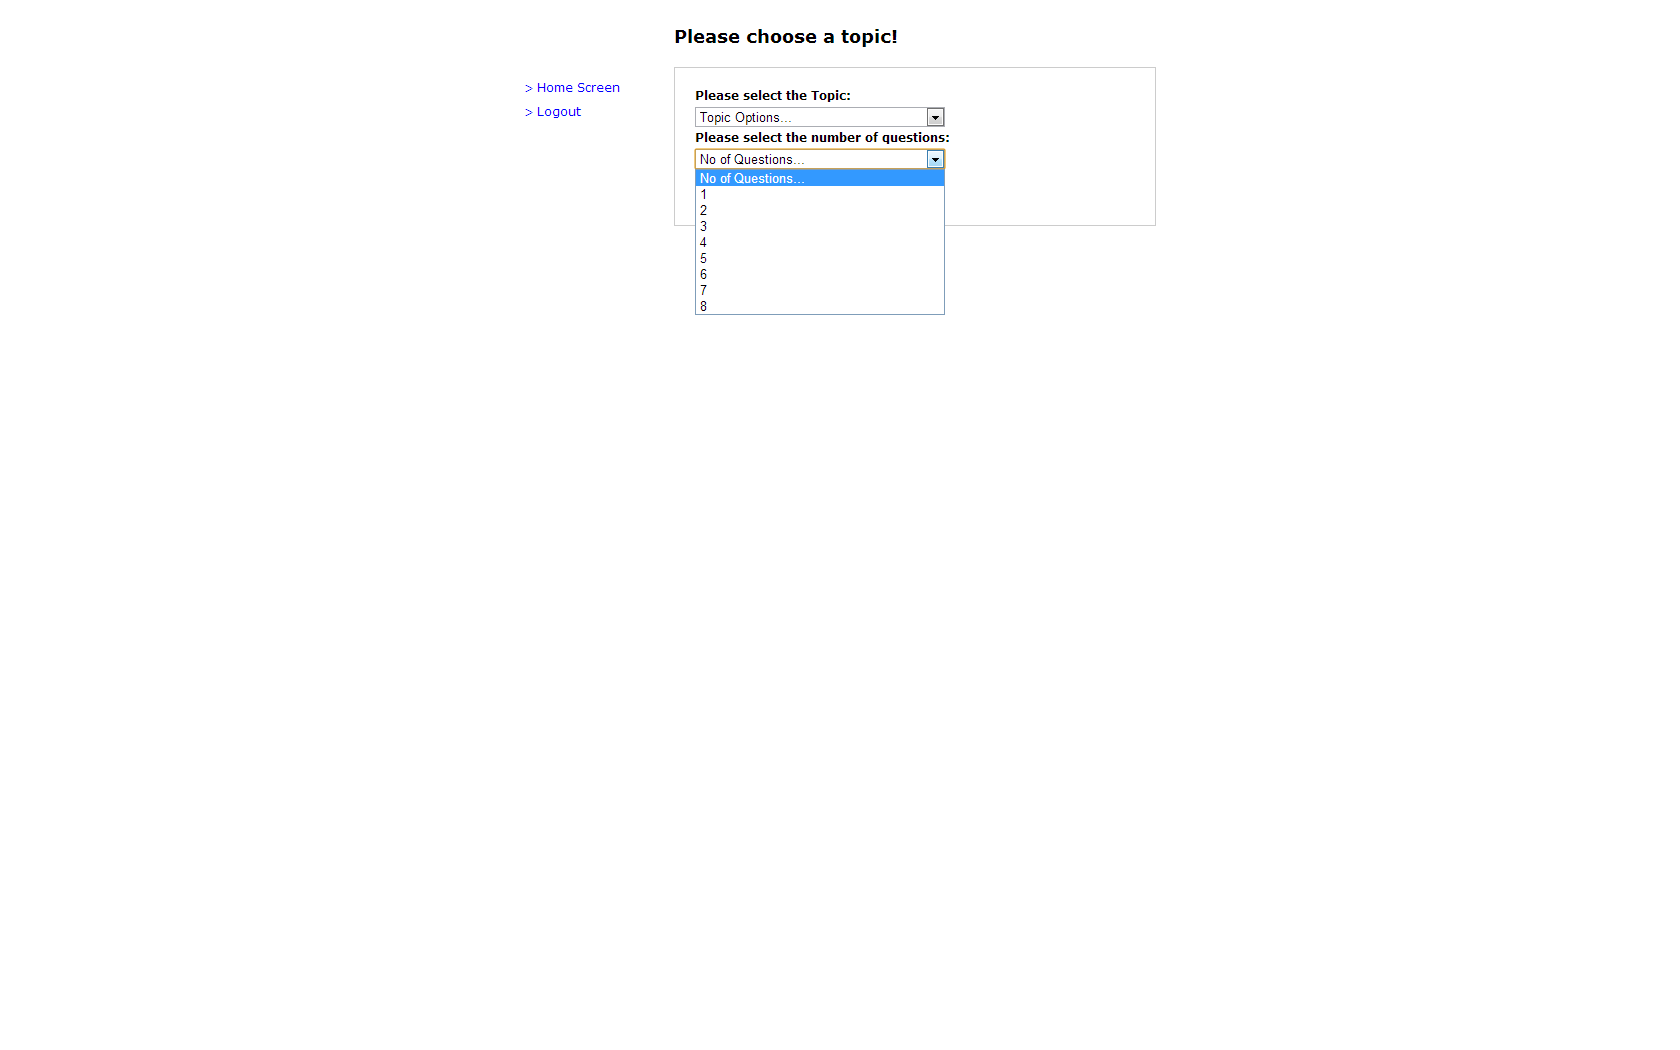 Please choose a topic!
> Home Screen
> Logout
Please select the Topic:
Topic Options...
Please select the number of questions:
No of Questions...
No of Questions...
1
2
3
4
5
6
7
8